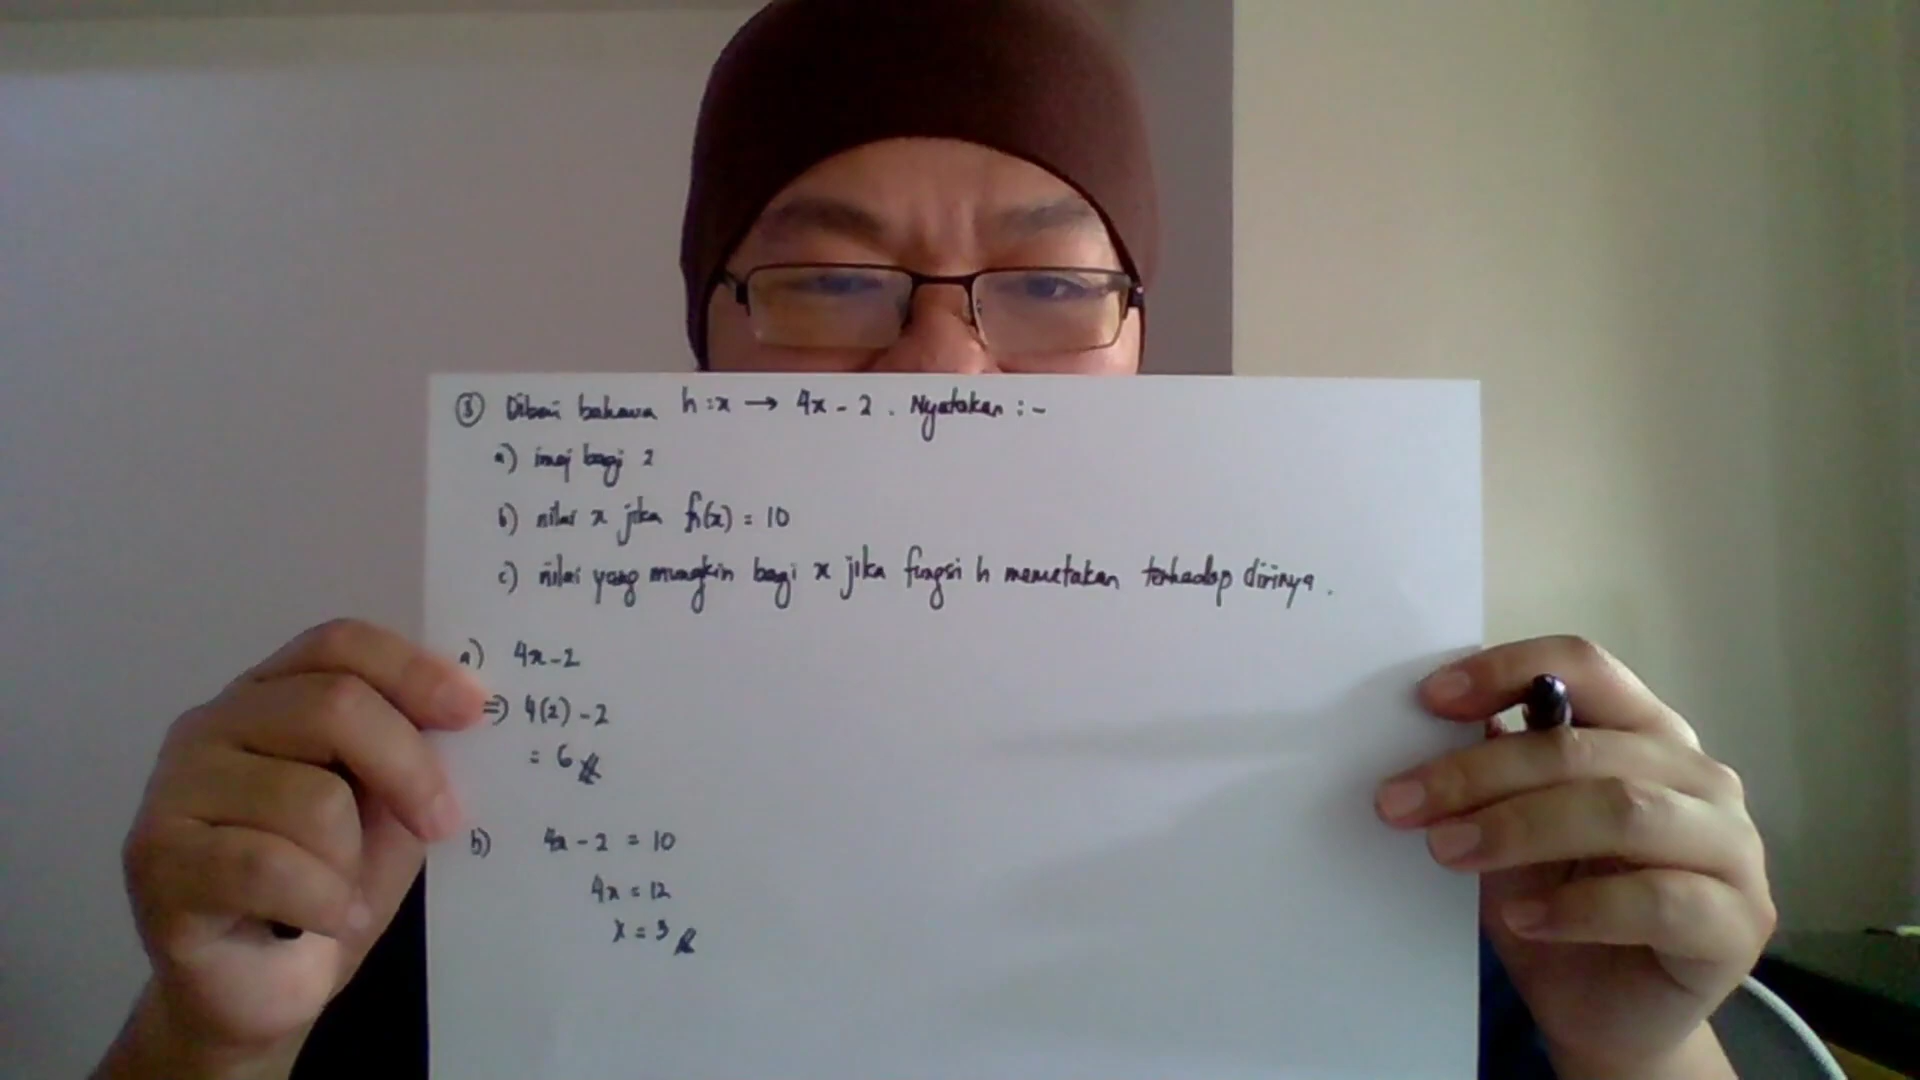 ③ Diberi bahawa h : x → 4x - 2 . Nyatakan : -
a) imej bagi 2
b) nilai x jika h(x) = 10
c) nilai yang mungkin bagi x jika fungsi h memetakan terhadap dirinya .
a) 4x - 2
⇒ 4(2) - 2
= 6
b) 4x - 2 = 10
4x = 12
x = 3